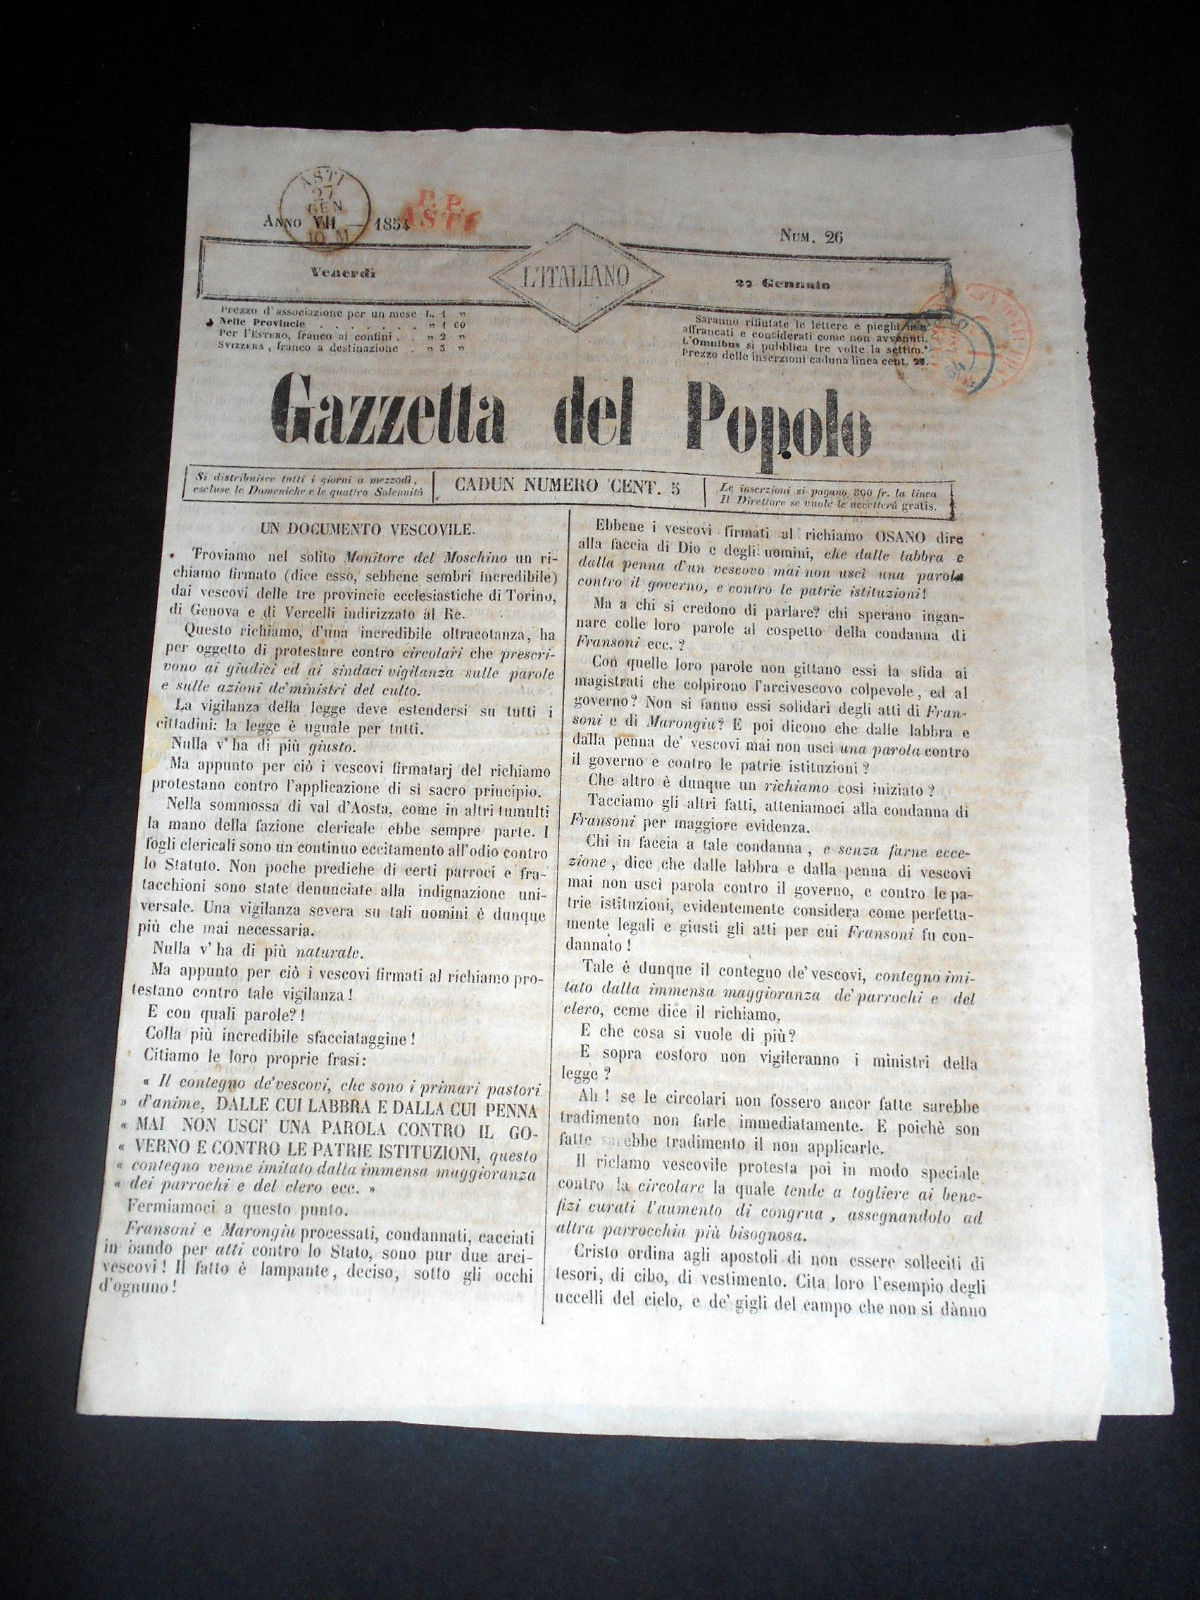 ASTI
27
GEN
10 M
P. P.
ASTI
ANNO VII — 1854
NUM. 26
Venerdì
L'ITALIANO
27 Gennaio
Prezzo d'associazione per un mese L. 1 »
Nelle Provincie . . . . . . . . » 1 60
Per l'ESTERO, franco ai confini . . » 2 »
SVIZZERA, franco a destinazione . » 3 »
Saranno rifiutate le lettere e pieghi non
affrancati e considerati come non avvenuti.
L'Omnibus si pubblica tre volte la settim.
Prezzo delle inserzioni caduna linea cent. 25.
Gazzetta del Popolo
Si distribuisce tutti i giorni a mezzodì,
escluse le Domeniche e le quattro Solennità
CADUN NUMERO CENT. 5
Le inserzioni si pagano 300 fr. la linea
Il Direttore se vuole le accetterà gratis.
UN DOCUMENTO VESCOVILE.
Troviamo nel solito Monitore del Moschino un ri-
chiamo firmato (dice esso, sebbene sembri incredibile)
dai vescovi delle tre provincie ecclesiastiche di Torino,
di Genova e di Vercelli indirizzato al Re.
Questo richiamo, d'una incredibile oltracotanza, ha
per oggetto di protestare contro circolari che prescri-
vono ai giudici ed ai sindaci vigilanza sulle parole
e sulle azioni de'ministri del culto.
La vigilanza della legge deve estendersi su tutti i
cittadini: la legge è uguale per tutti.
Nulla v'ha di più giusto.
Ma appunto per ciò i vescovi firmatarj del richiamo
protestano contro l'applicazione di sì sacro principio.
Nella sommossa di val d'Aosta, come in altri tumulti
la mano della fazione clericale ebbe sempre parte. I
fogli clericali sono un continuo eccitamento all'odio contro
lo Statuto. Non poche prediche di certi parroci e fra-
tacchioni sono state denunciate alla indignazione uni-
versale. Una vigilanza severa su tali uomini è dunque
più che mai necessaria.
Nulla v'ha di più naturale.
Ma appunto per ciò i vescovi firmati al richiamo pro-
testano contro tale vigilanza!
E con quali parole?!
Colla più incredibile sfacciataggine!
Citiamo le loro proprie frasi:
« Il contegno de'vescovi, che sono i primari pastori
» d'anime, DALLE CUI LABBRA E DALLA CUI PENNA
« MAI NON USCI' UNA PAROLA CONTRO IL GO-
« VERNO E CONTRO LE PATRIE ISTITUZIONI, questo
« contegno venne imitato dalla immensa maggioranza
« dei parrochi e del clero ecc. »
Fermiamoci a questo punto.
Fransoni e Marongiu processati, condannati, cacciati
in bando per atti contro lo Stato, sono pur due arci-
vescovi! Il fatto è lampante, deciso, sotto gli occhi
d'ognuno!
Ebbene i vescovi firmati al richiamo OSANO dire
alla faccia di Dio e degli uomini, che dalle labbra e
dalla penna d'un vescovo mai non uscì una parola
contro il governo, e contro le patrie istituzioni!
Ma a chi si credono di parlare? chi sperano ingan-
nare colle loro parole al cospetto della condanna di
Fransoni ecc.?
Con quelle loro parole non gittano essi la sfida ai
magistrati che colpirono l'arcivescovo colpevole, ed al
governo? Non si fanno essi solidari degli atti di Fran-
soni e di Marongiu? E poi dicono che dalle labbra e
dalla penna de' vescovi mai non uscì una parola contro
il governo e contro le patrie istituzioni?
Che altro è dunque un richiamo così iniziato?
Tacciamo gli altri fatti, atteniamoci alla condanna di
Fransoni per maggiore evidenza.
Chi in faccia a tale condanna, e senza farne ecce-
zione, dice che dalle labbra e dalla penna di vescovi
mai non uscì parola contro il governo, e contro le pa-
trie istituzioni, evidentemente considera come perfetta-
mente legali e giusti gli atti per cui Fransoni fu con-
dannato!
Tale è dunque il contegno de'vescovi, contegno imi-
tato dalla immensa maggioranza de'parrochi e del
clero, come dice il richiamo.
E che cosa si vuole di più?
E sopra costoro non vigileranno i ministri della
legge?
Ah! se le circolari non fossero ancor fatte sarebbe
tradimento non farle immediatamente. E poichè son
fatte sarebbe tradimento il non applicarle.
Il riclamo vescovile protesta poi in modo speciale
contro la circolare la quale tende a togliere ai bene-
fizi curati l'aumento di congrua, assegnandolo ad
altra parrocchia più bisognosa.
Cristo ordina agli apostoli di non essere solleciti di
tesori, di cibo, di vestimento. Cita loro l'esempio degli
uccelli del cielo, e de' gigli del campo che non si dànno